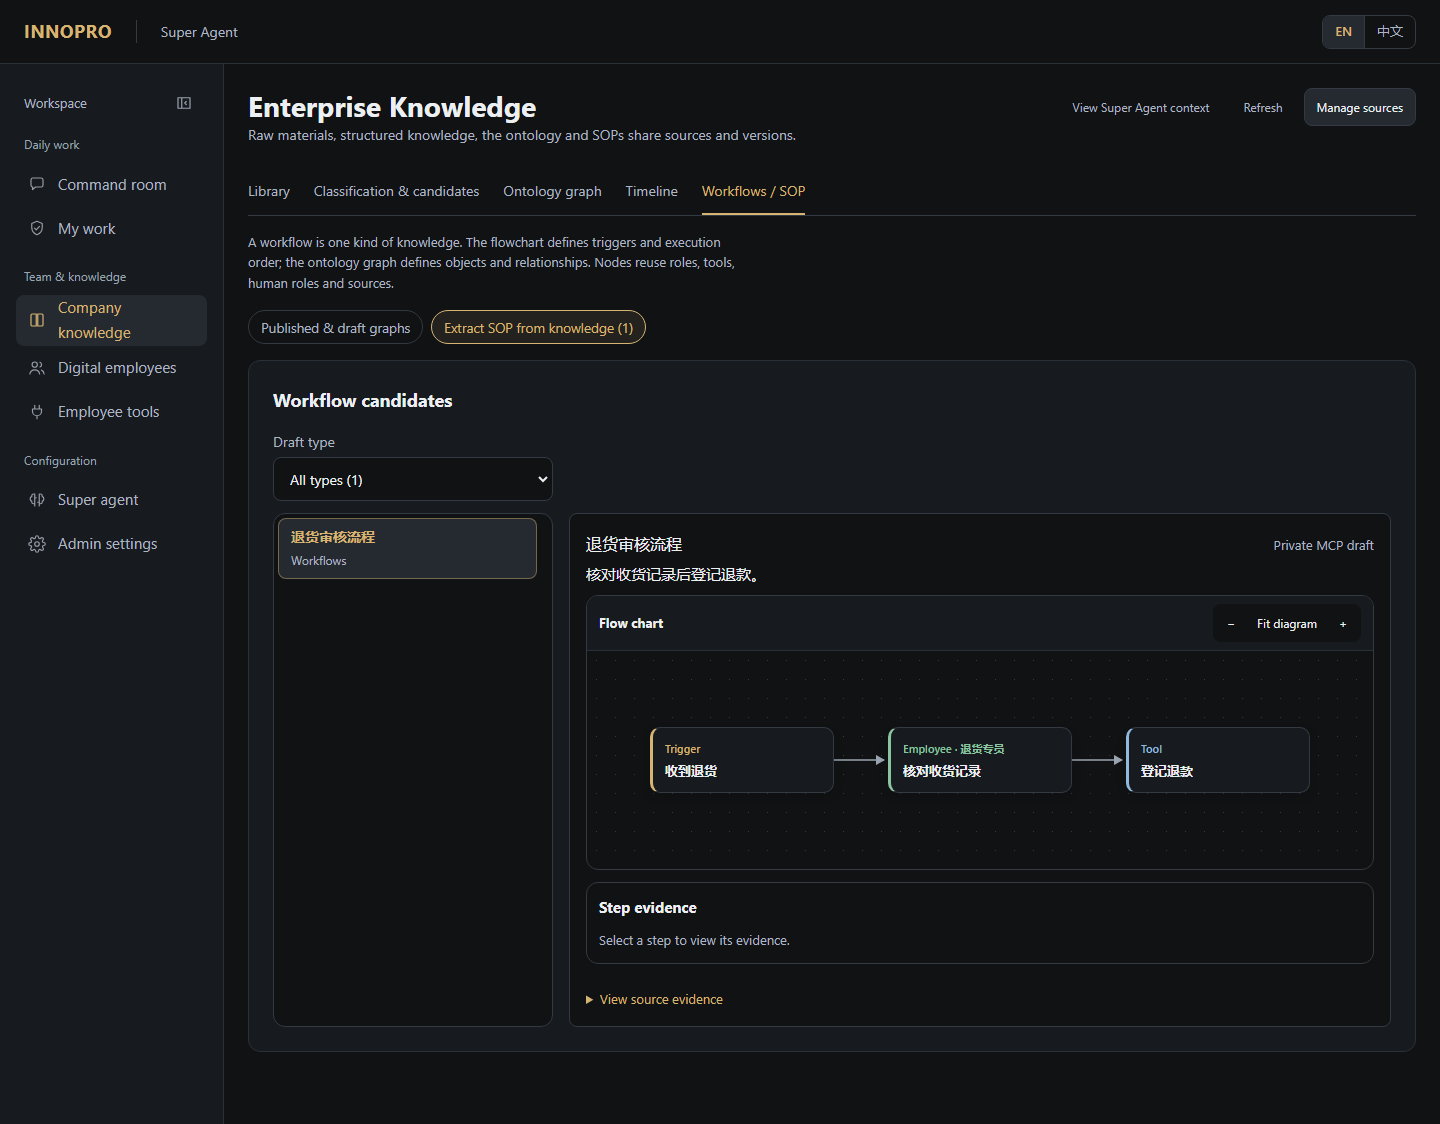 INNOPRO
Super Agent
EN
中文
Workspace
Daily work
Command room
My work
Team & knowledge
Company
knowledge
Digital employees
Employee tools
Configuration
Super agent
Admin settings
Enterprise Knowledge
Raw materials, structured knowledge, the ontology and SOPs share sources and versions.
View Super Agent context
Refresh
Manage sources
Library
Classification & candidates
Ontology graph
Timeline
Workflows / SOP
A workflow is one kind of knowledge. The flowchart defines triggers and execution
order; the ontology graph defines objects and relationships. Nodes reuse roles, tools,
human roles and sources.
Published & draft graphs
Extract SOP from knowledge (1)
Workflow candidates
Draft type
All types (1)
退货审核流程
Workflows
退货审核流程
Private MCP draft
核对收货记录后登记退款。
Flow chart
−
Fit diagram
+
Trigger
收到退货
Employee · 退货专员
核对收货记录
Tool
登记退款
Step evidence
Select a step to view its evidence.
View source evidence